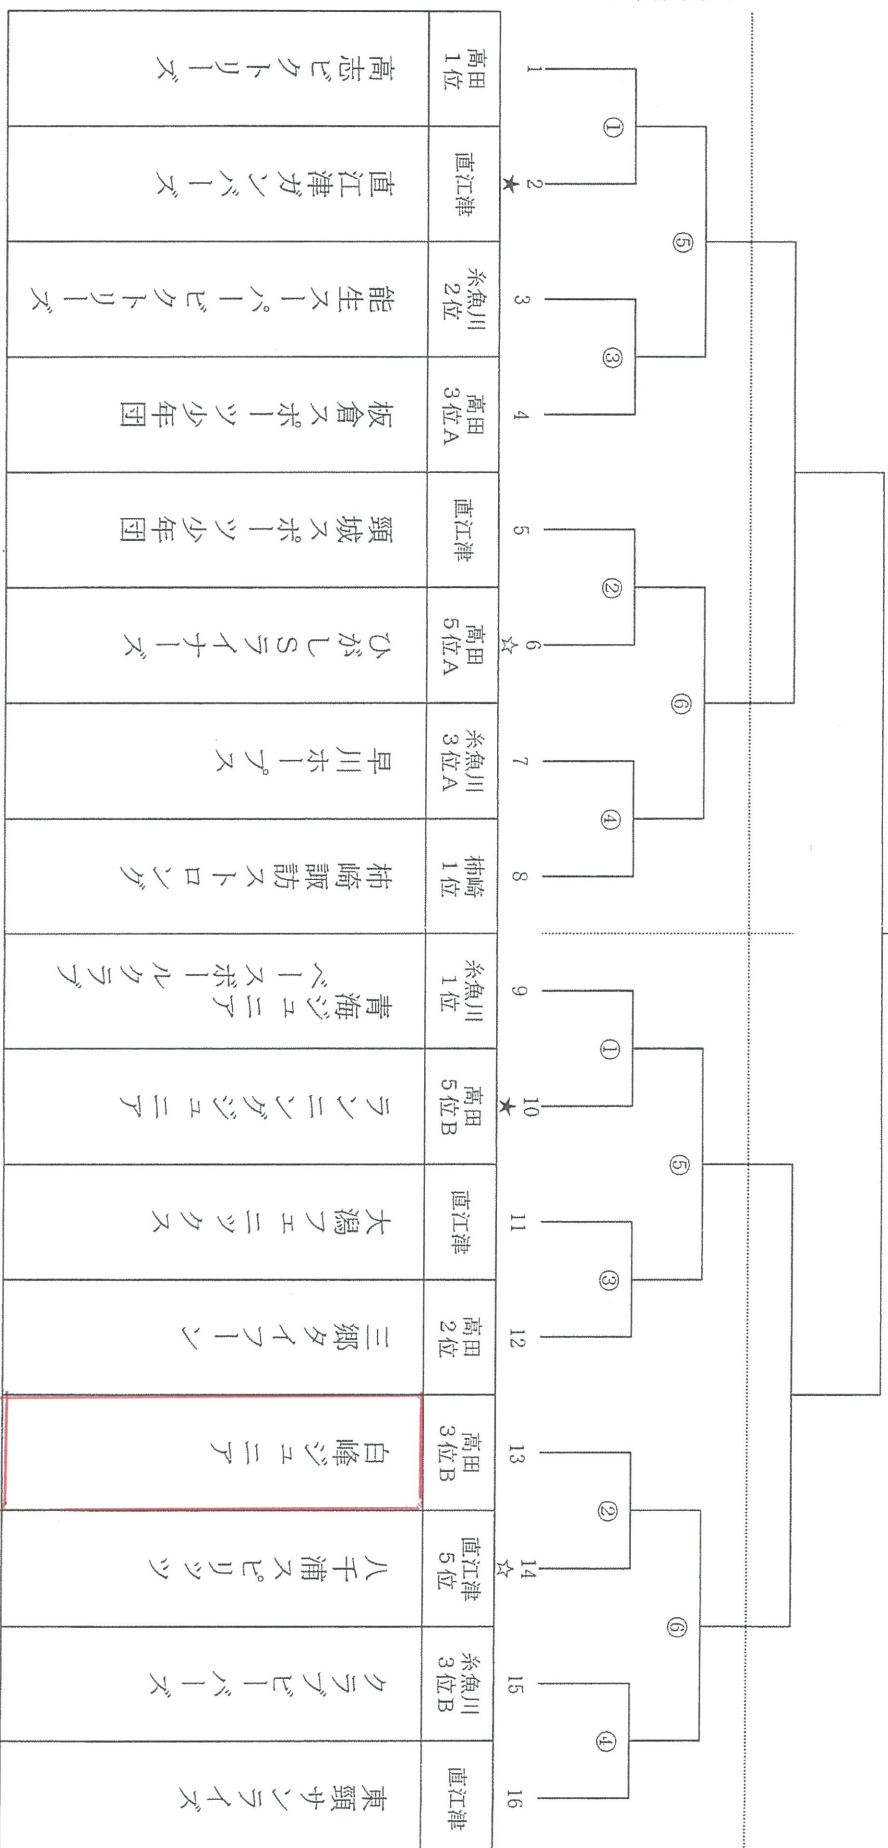 高志ビクトリーズ
高田
1位
1
直江津ガンバーズ
直江津
2
★
①
能生スーパービクトリーズ
糸魚川
2位
3
板倉スポーツ少年団
高田
3位A
4
③
⑤
頸城スポーツ少年団
直江津
5
ひがしSライナーズ
高田
5位A
6
☆
②
早川ホープス
糸魚川
3位A
7
柿崎諏訪ストロング
柿崎
1位
8
④
⑥
青海ジュニア
ベースボールクラブ
糸魚川
1位
9
ランニングジュニア
高田
5位B
10
★
①
大潟フェニックス
直江津
11
三郷タイフーン
高田
2位
12
③
⑤
白峰ジュニア
高田
3位B
13
八千浦スピリッツ
直江津
5位
14
☆
②
クラブビーバーズ
糸魚川
3位B
15
東頸サンライズ
直江津
16
④
⑥